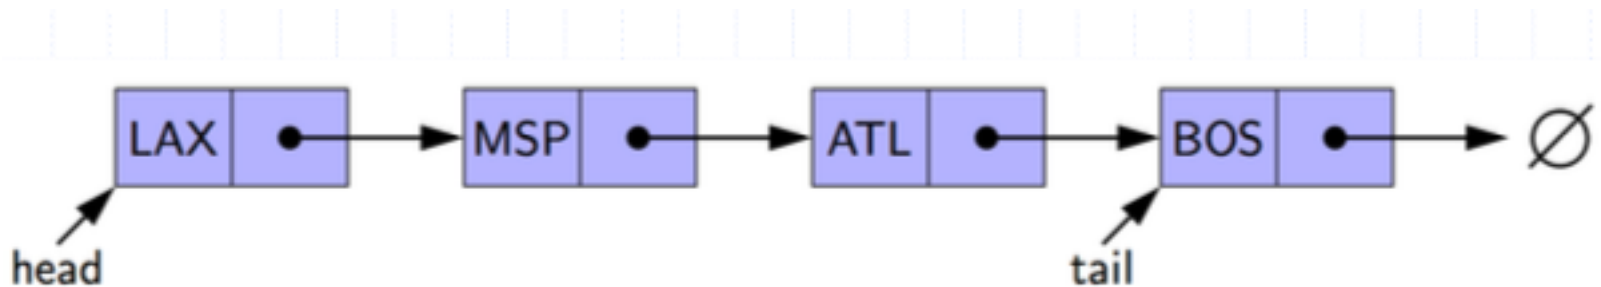 LAX MSP ATL BOS ∅
head tail